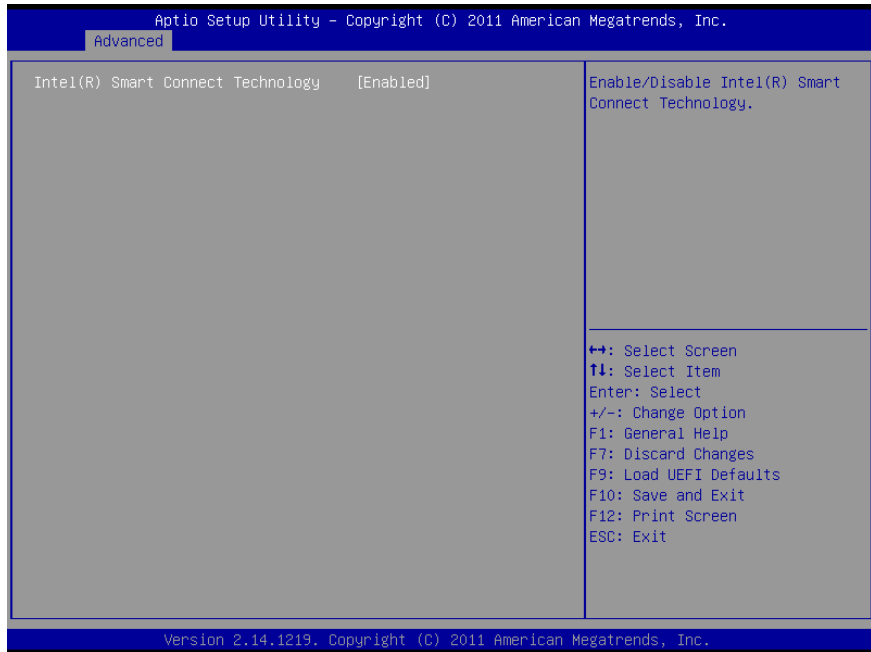 Aptio Setup Utility – Copyright (C) 2011 American Megatrends, Inc.
Advanced
Intel(R) Smart Connect Technology [Enabled]
Enable/Disable Intel(R) Smart
Connect Technology.
↔: Select Screen
↑↓: Select Item
Enter: Select
+/-: Change Option
F1: General Help
F7: Discard Changes
F9: Load UEFI Defaults
F10: Save and Exit
F12: Print Screen
ESC: Exit
Version 2.14.1219. Copyright (C) 2011 American Megatrends, Inc.